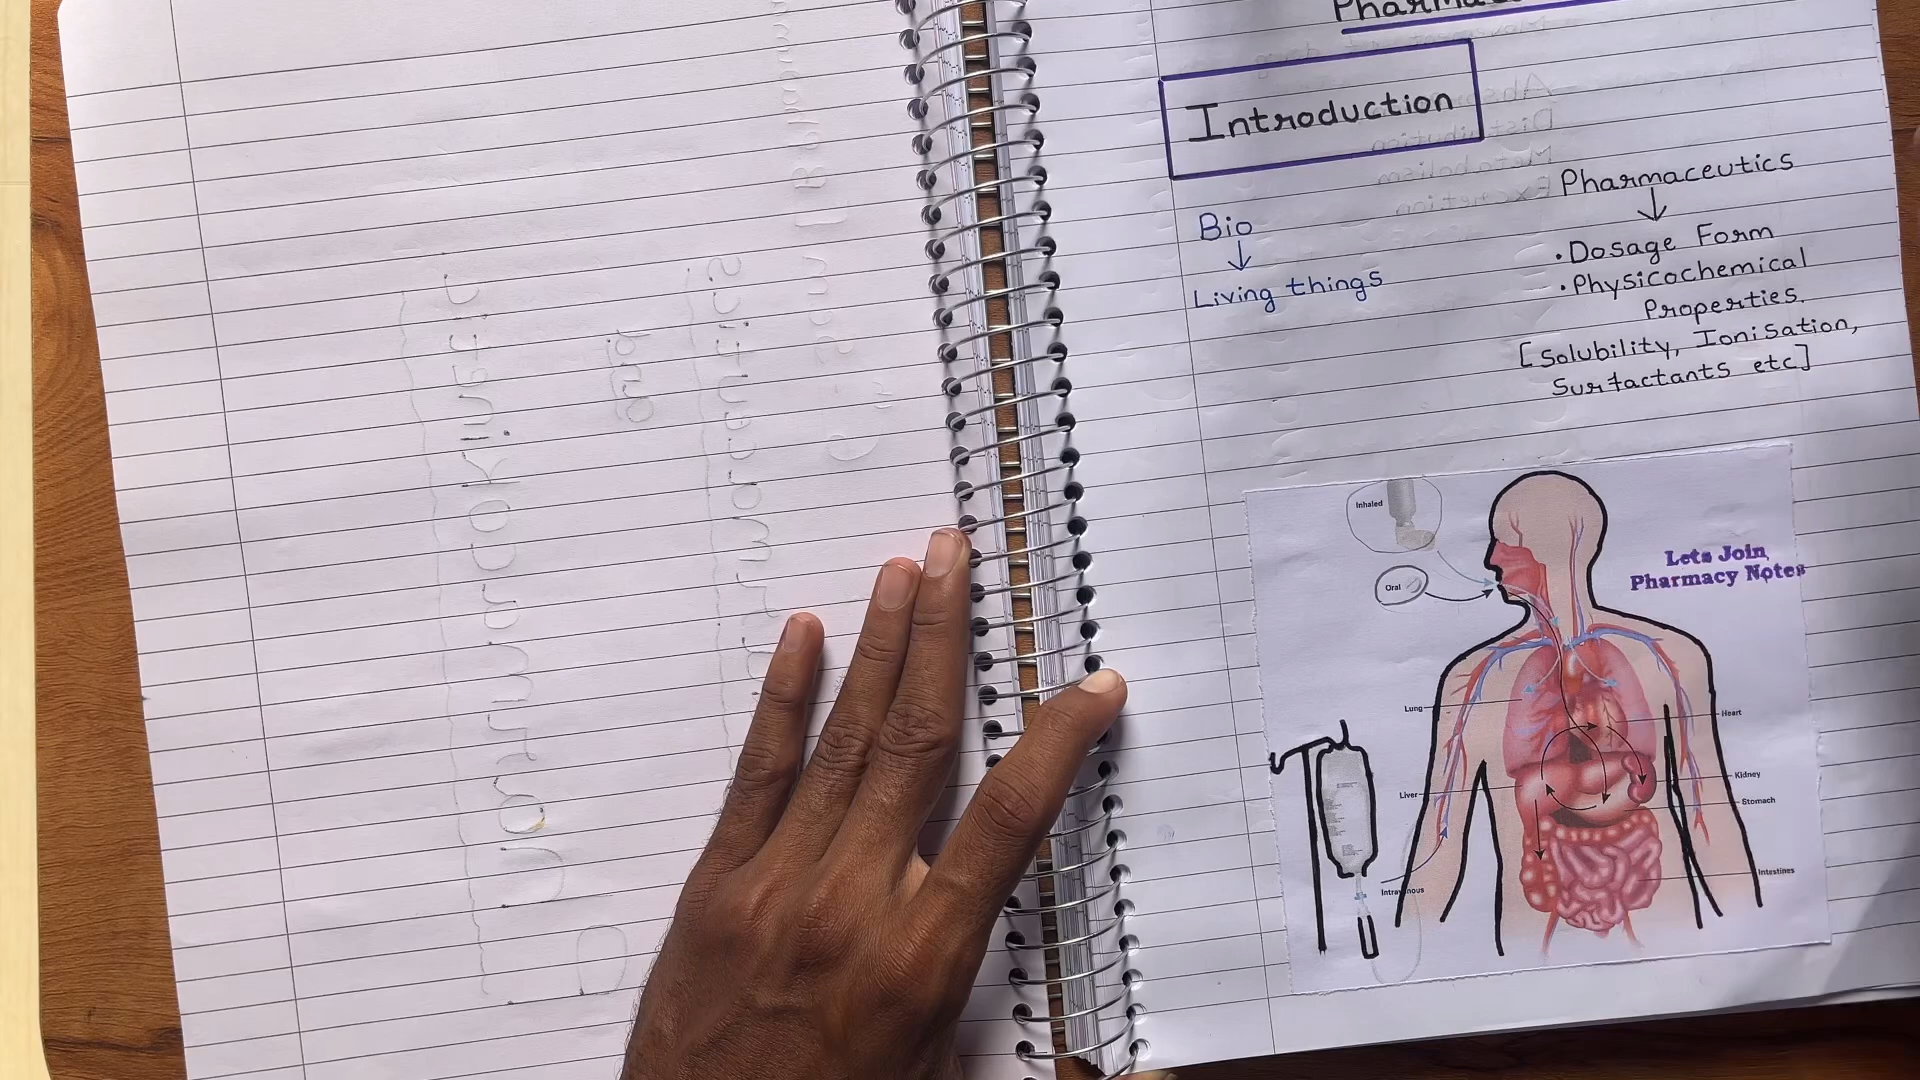 Introduction
Bio
↓
Living things
Pharmaceutics
↓
• Dosage Form
• Physicochemical
Properties.
[Solubility, Ionisation,
Surfactants etc]
Inhaled
Oral
Lets Join
Pharmacy Notes
Lung
Heart
Kidney
Liver
Stomach
Intestines